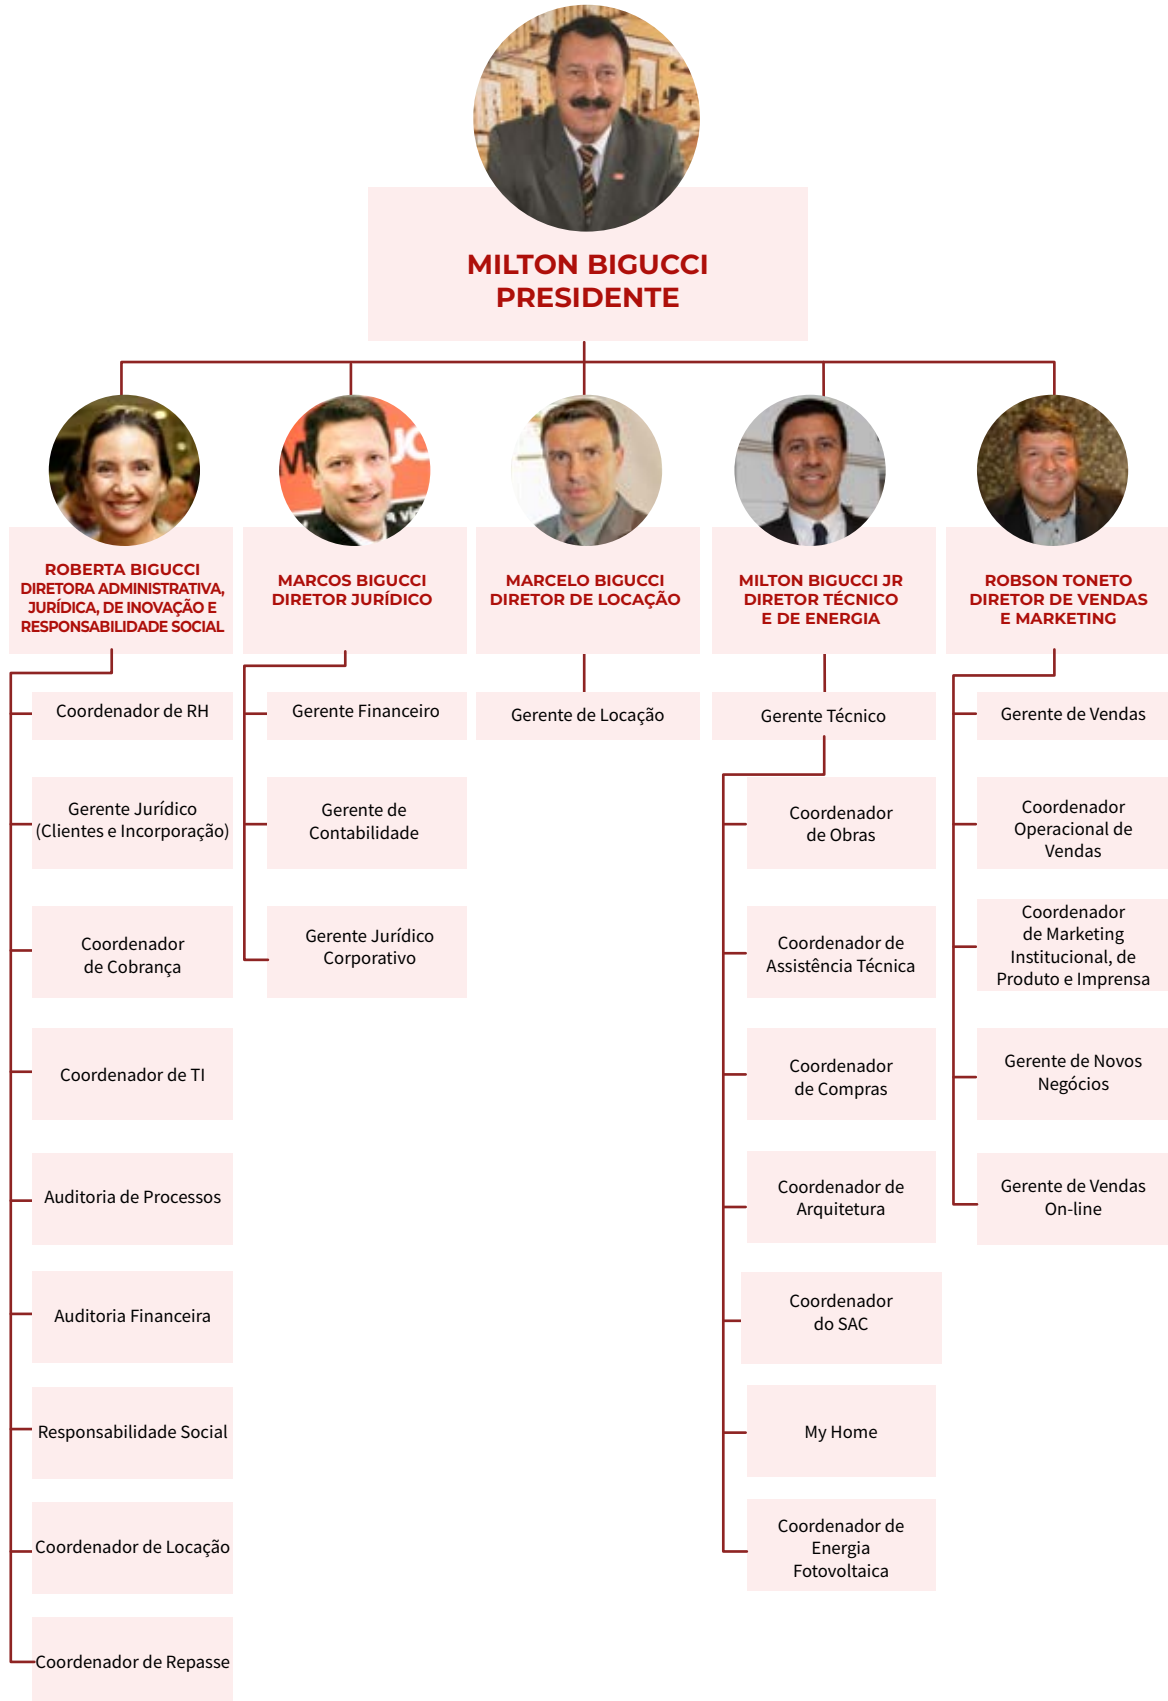 MILTON BIGUCCI
PRESIDENTE
ROBERTA BIGUCCI
DIRETORA ADMINISTRATIVA,
JURÍDICA, DE INOVAÇÃO E
RESPONSABILIDADE SOCIAL
Coordenador de RH
Gerente Jurídico
(Clientes e Incorporação)
Coordenador
de Cobrança
Coordenador de TI
Auditoria de Processos
Auditoria Financeira
Responsabilidade Social
Coordenador de Locação
Coordenador de Repasse
MARCOS BIGUCCI
DIRETOR JURÍDICO
Gerente Financeiro
Gerente de
Contabilidade
Gerente Jurídico
Corporativo
MARCELO BIGUCCI
DIRETOR DE LOCAÇÃO
Gerente de Locação
MILTON BIGUCCI JR
DIRETOR TÉCNICO
E DE ENERGIA
Gerente Técnico
Coordenador
de Obras
Coordenador de
Assistência Técnica
Coordenador
de Compras
Coordenador de
Arquitetura
Coordenador
do SAC
My Home
Coordenador de
Energia
Fotovoltaica
ROBSON TONETO
DIRETOR DE VENDAS
E MARKETING
Gerente de Vendas
Coordenador
Operacional de
Vendas
Coordenador
de Marketing
Institucional, de
Produto e Imprensa
Gerente de Novos
Negócios
Gerente de Vendas
On-line